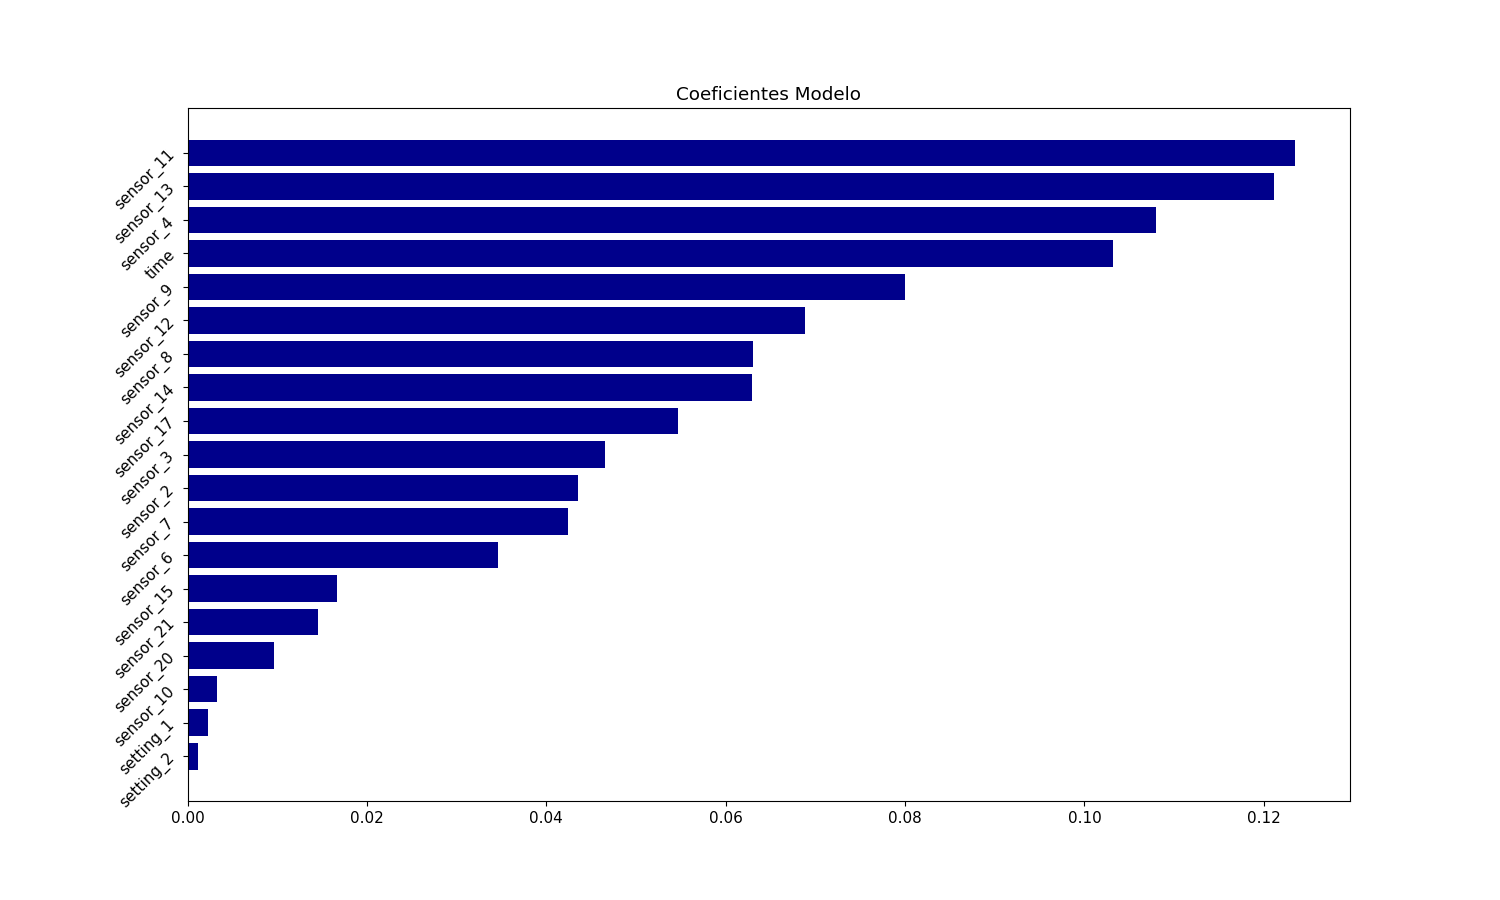 Coeficientes Modelo
sensor_11
sensor_13
sensor_4
time
sensor_9
sensor_12
sensor_8
sensor_14
sensor_17
sensor_3
sensor_2
sensor_7
sensor_6
sensor_15
sensor_21
sensor_20
sensor_10
setting_1
setting_2
0.00 0.02 0.04 0.06 0.08 0.10 0.12